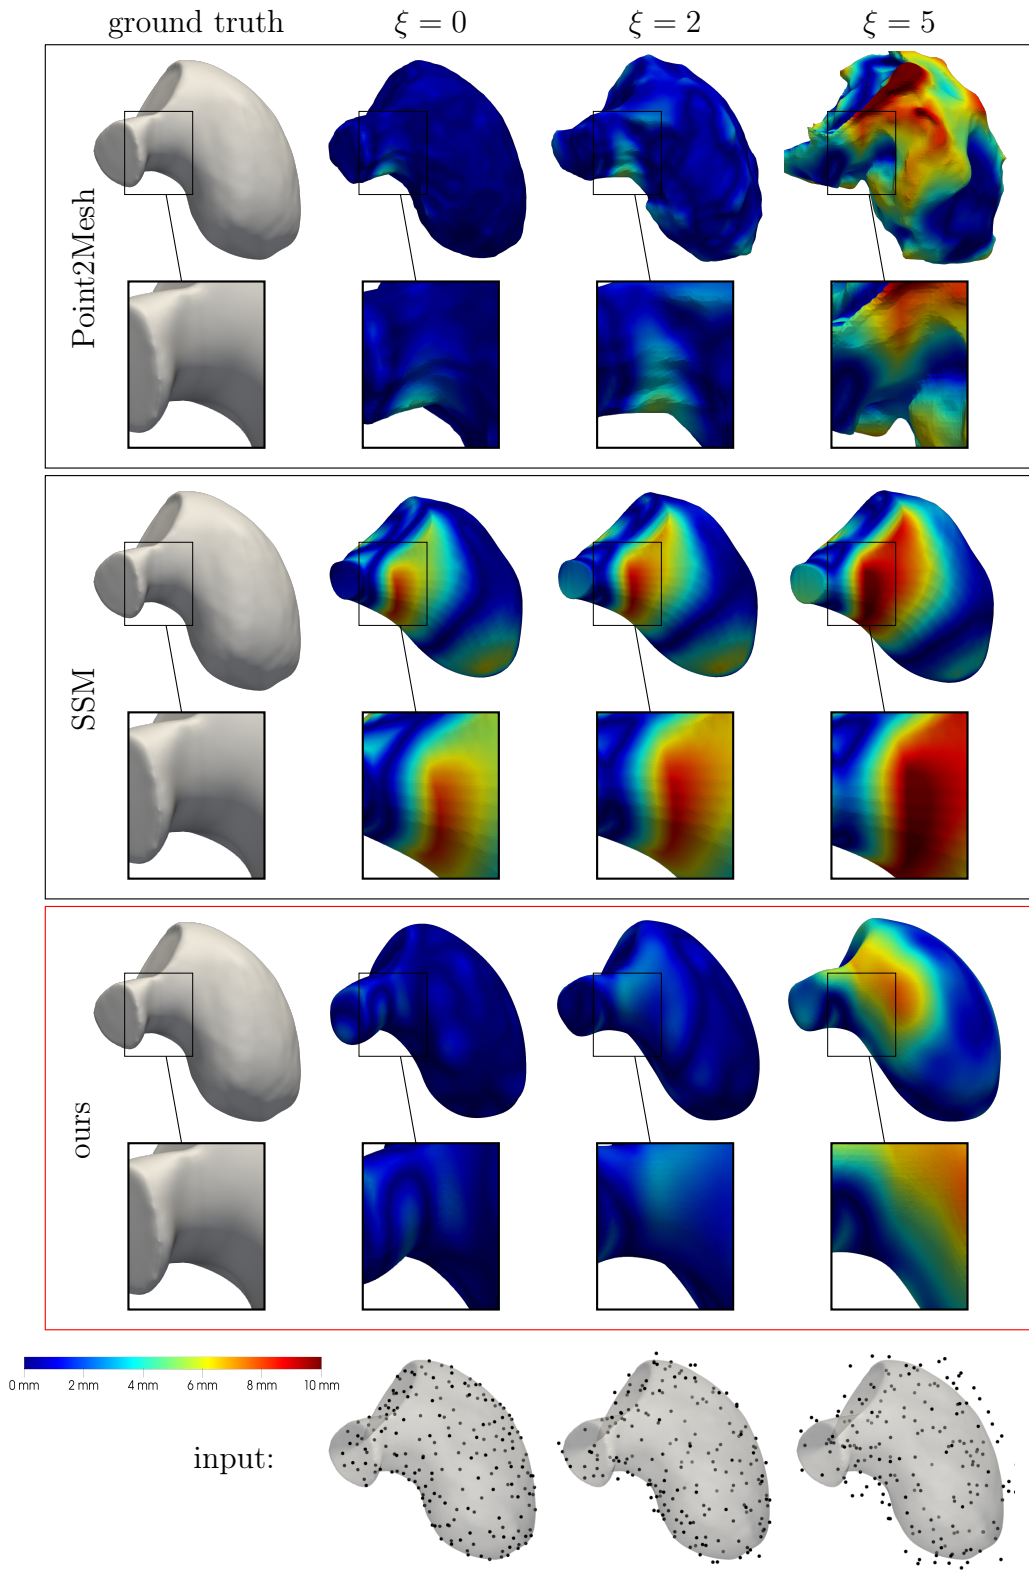 ground truth ξ = 0 ξ = 2 ξ = 5
Point2Mesh
SSM
ours
0 mm 2 mm 4 mm 6 mm 8 mm 10 mm
input: